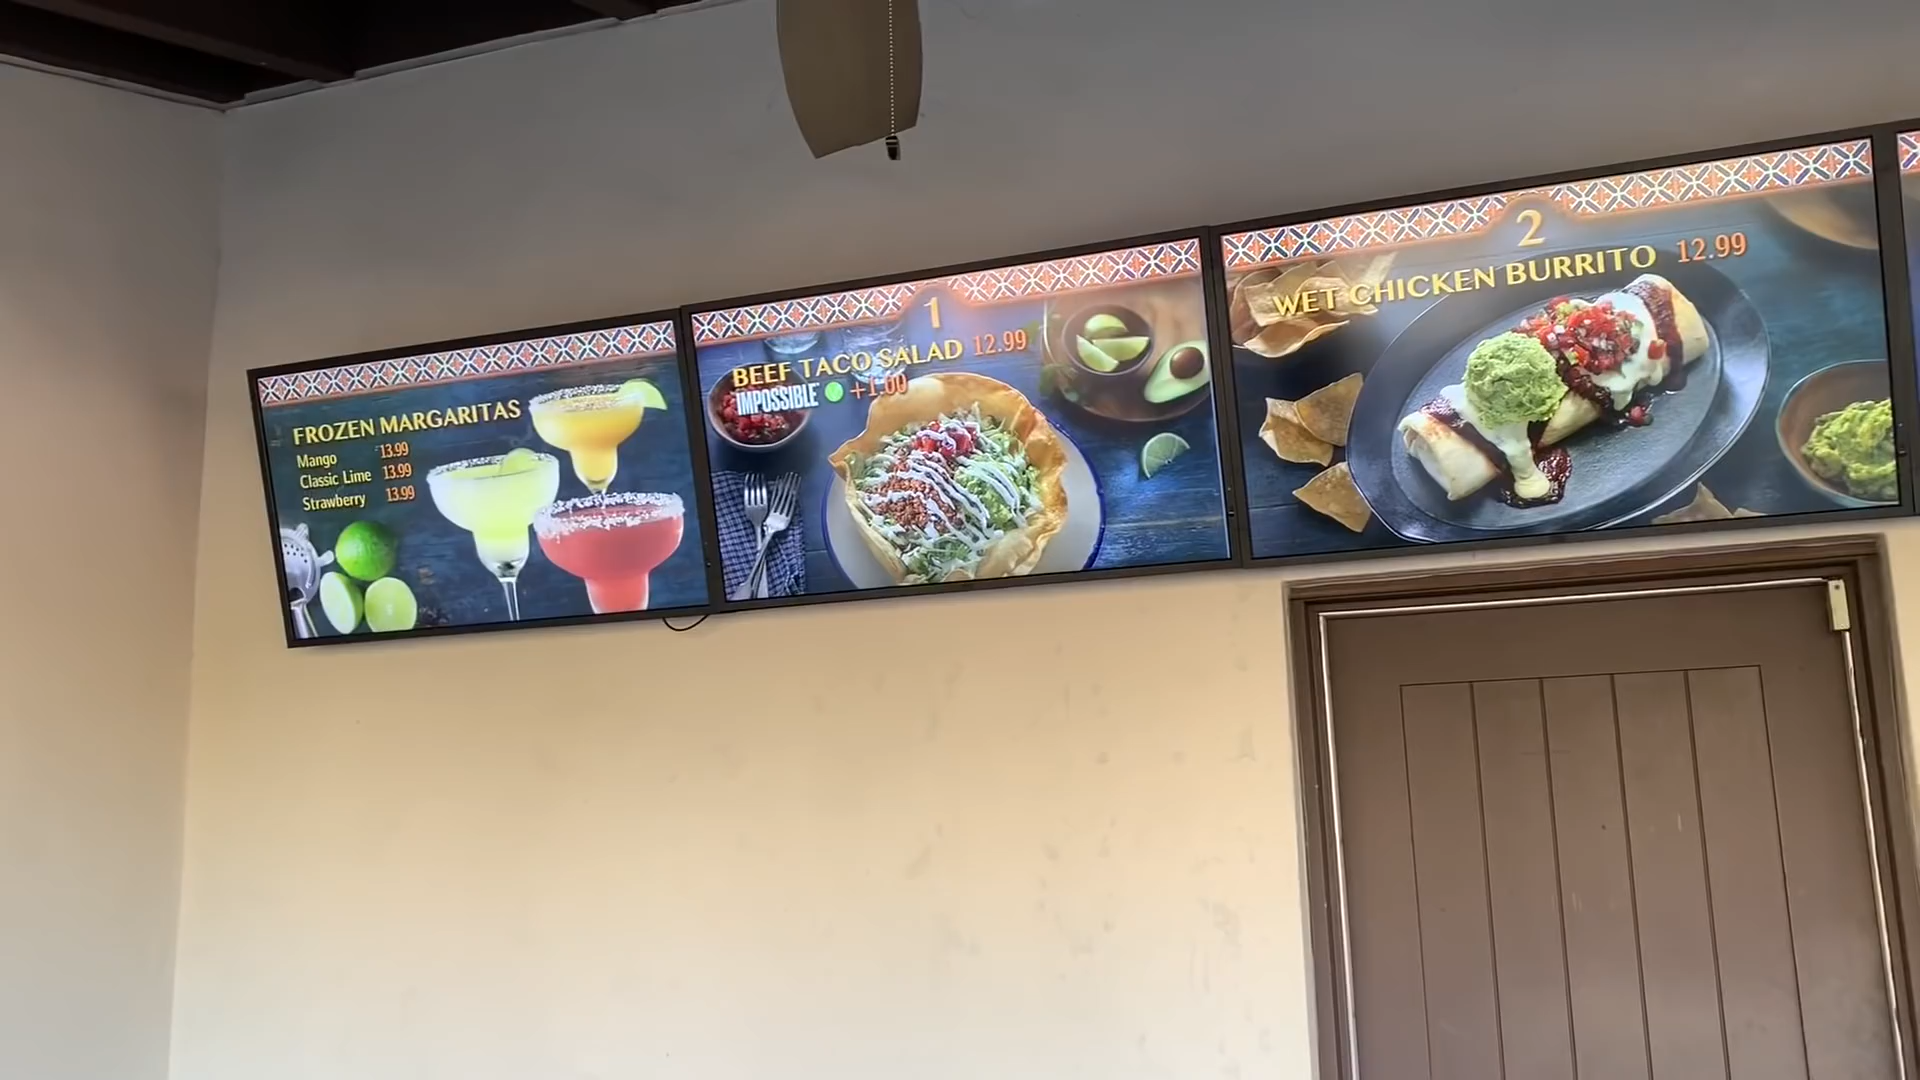 FROZEN MARGARITAS
Mango 13.99
Classic Lime 13.99
Strawberry 13.99
1
BEEF TACO SALAD 12.99
IMPOSSIBLE +1.00
2
WET CHICKEN BURRITO 12.99